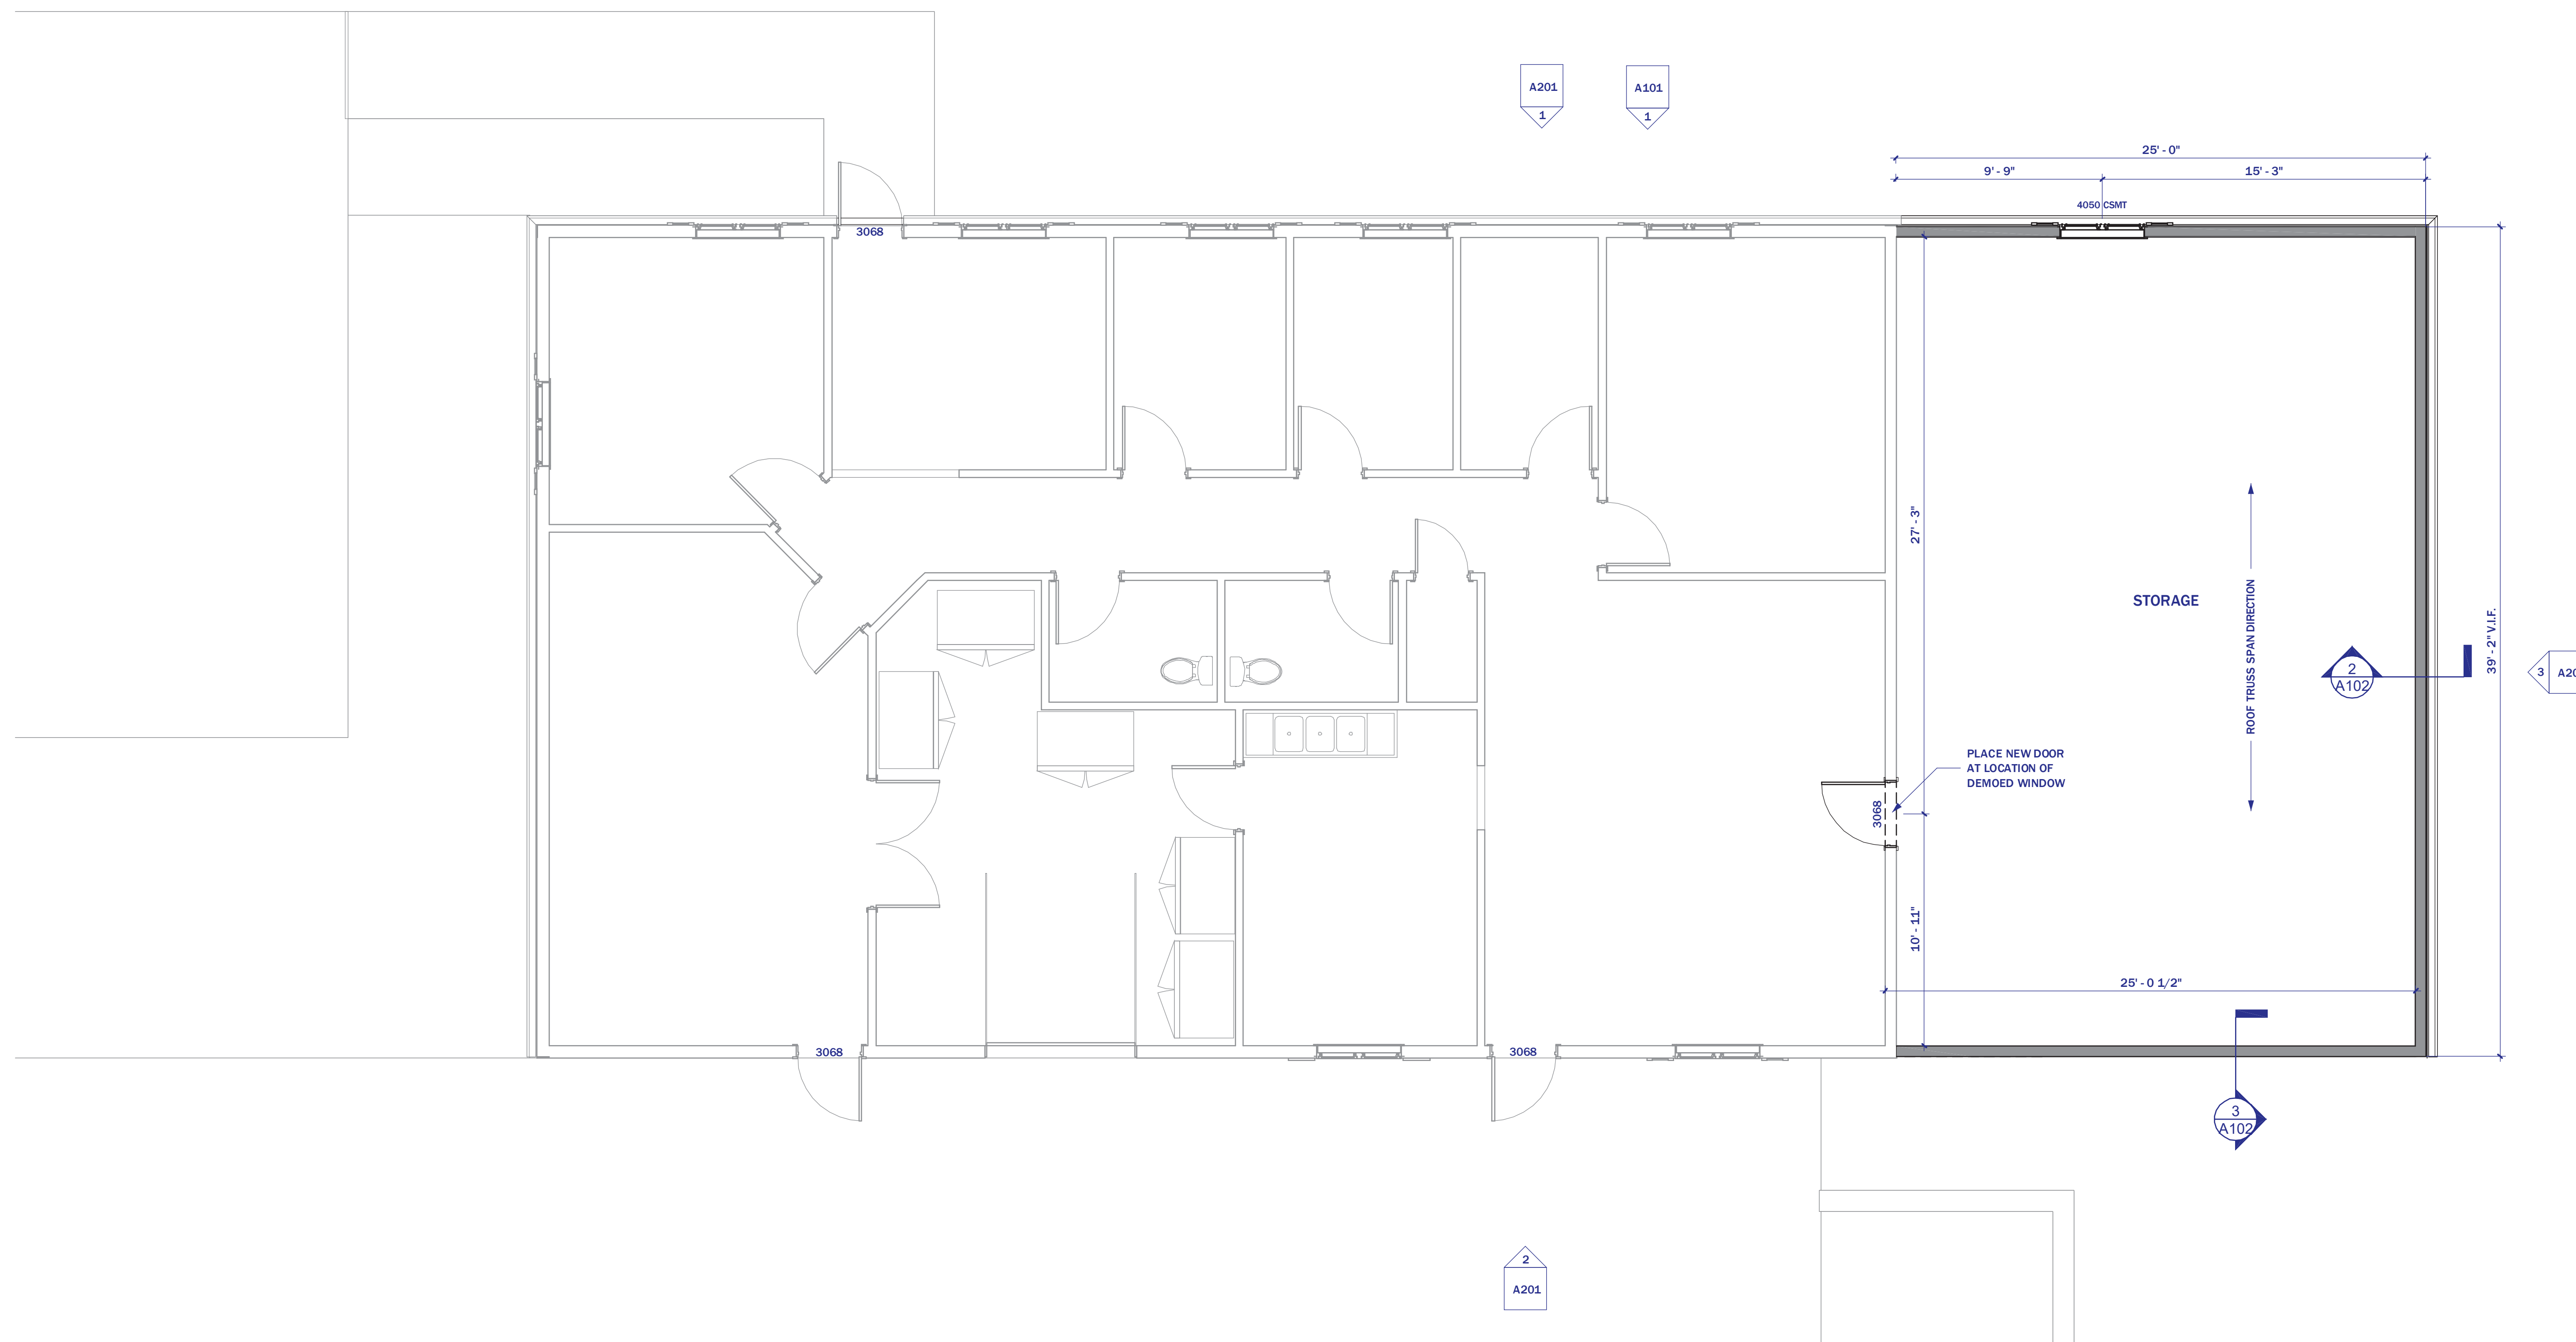 A201
1
A101
1
25' - 0"
9' - 9"
15' - 3"
4050 CSMT
3068
27' - 3"
STORAGE
ROOF TRUSS SPAN DIRECTION
39' - 2" V.I.F.
2
A102
3
A20
PLACE NEW DOOR
AT LOCATION OF
DEMOED WINDOW
3068
10' - 11"
25' - 0 1/2"
3068
3068
3
A102
2
A201